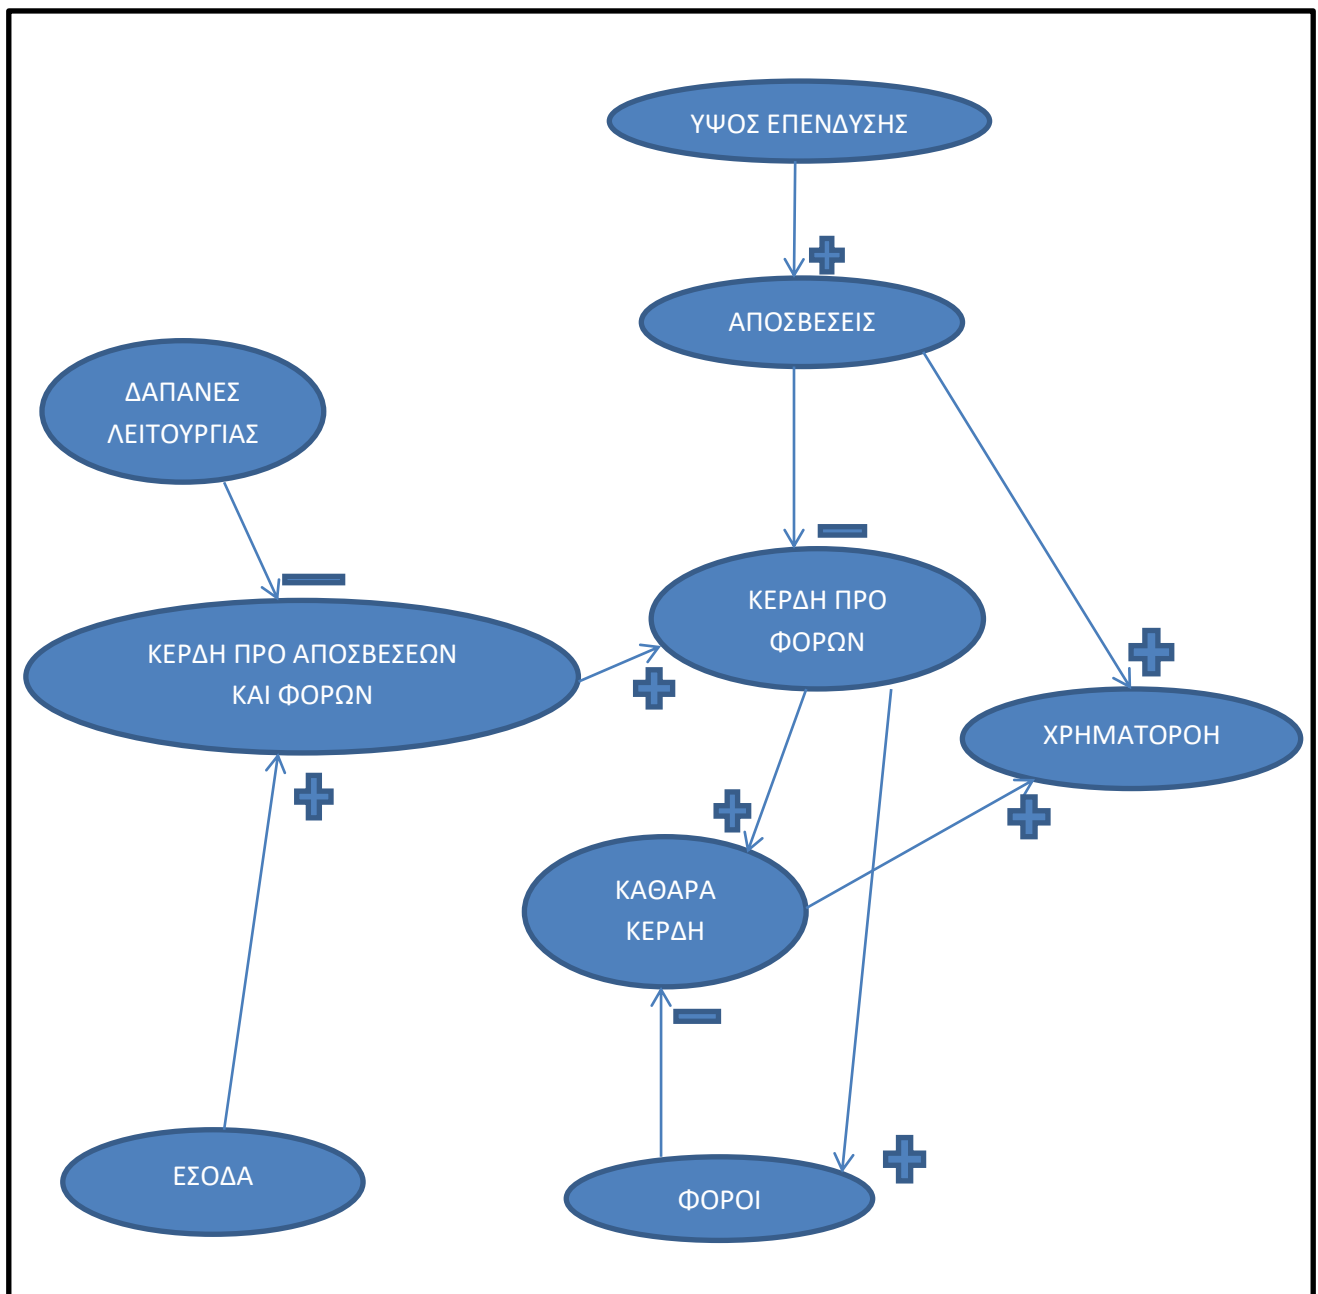 ΥΨΟΣ ΕΠΕΝΔΥΣΗΣ
ΑΠΟΣΒΕΣΕΙΣ
ΔΑΠΑΝΕΣ
ΛΕΙΤΟΥΡΓΙΑΣ
ΚΕΡΔΗ ΠΡΟ
ΦΟΡΩΝ
ΚΕΡΔΗ ΠΡΟ ΑΠΟΣΒΕΣΕΩΝ
ΚΑΙ ΦΟΡΩΝ
ΧΡΗΜΑΤΟΡΟΗ
ΚΑΘΑΡΑ
ΚΕΡΔΗ
ΕΣΟΔΑ
ΦΟΡΟΙ